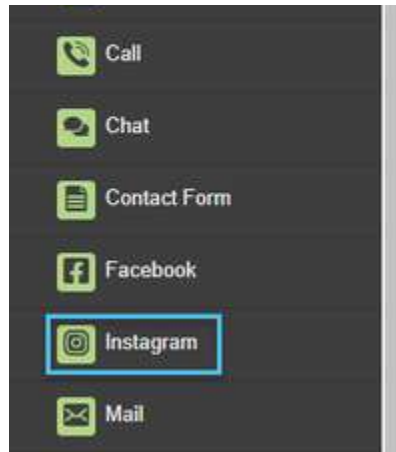 Call
Chat
Contact Form
Facebook
Instagram
Mail